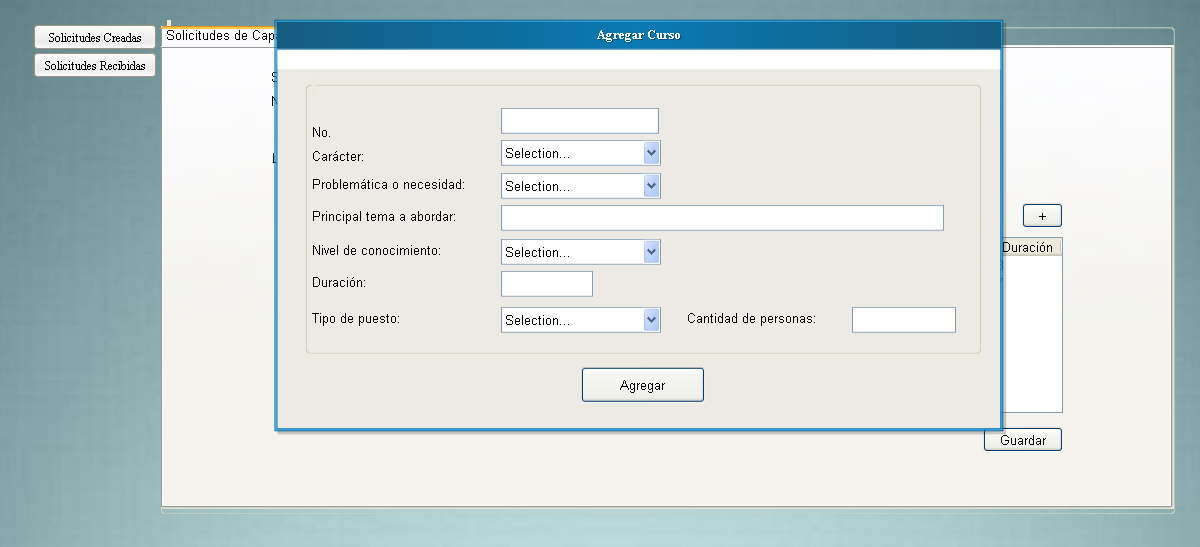 Solicitudes Creadas
Solicitudes Recibidas
Solicitudes de Cap
Agregar Curso
No.
Carácter: Selection...
Problemática o necesidad: Selection...
Principal tema a abordar:
Nivel de conocimiento: Selection...
Duración:
Tipo de puesto: Selection... Cantidad de personas:
Agregar
+
Duración
Guardar